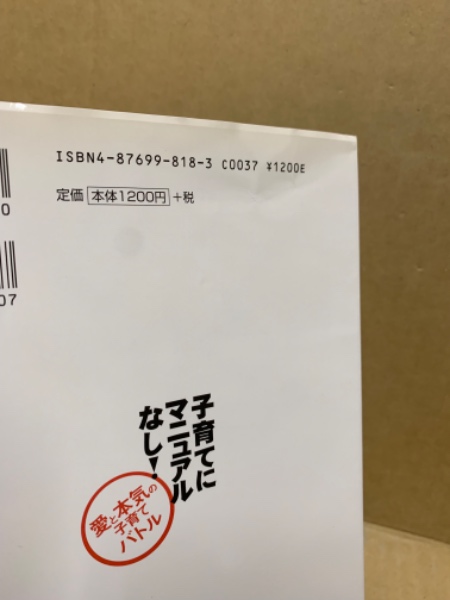 ISBN4-87699-818-3 C0037 ¥1200E
定価 本体1200円 +税
0
07
子育てに
マニュアル
なし！
愛と本気の
子育て
バトル